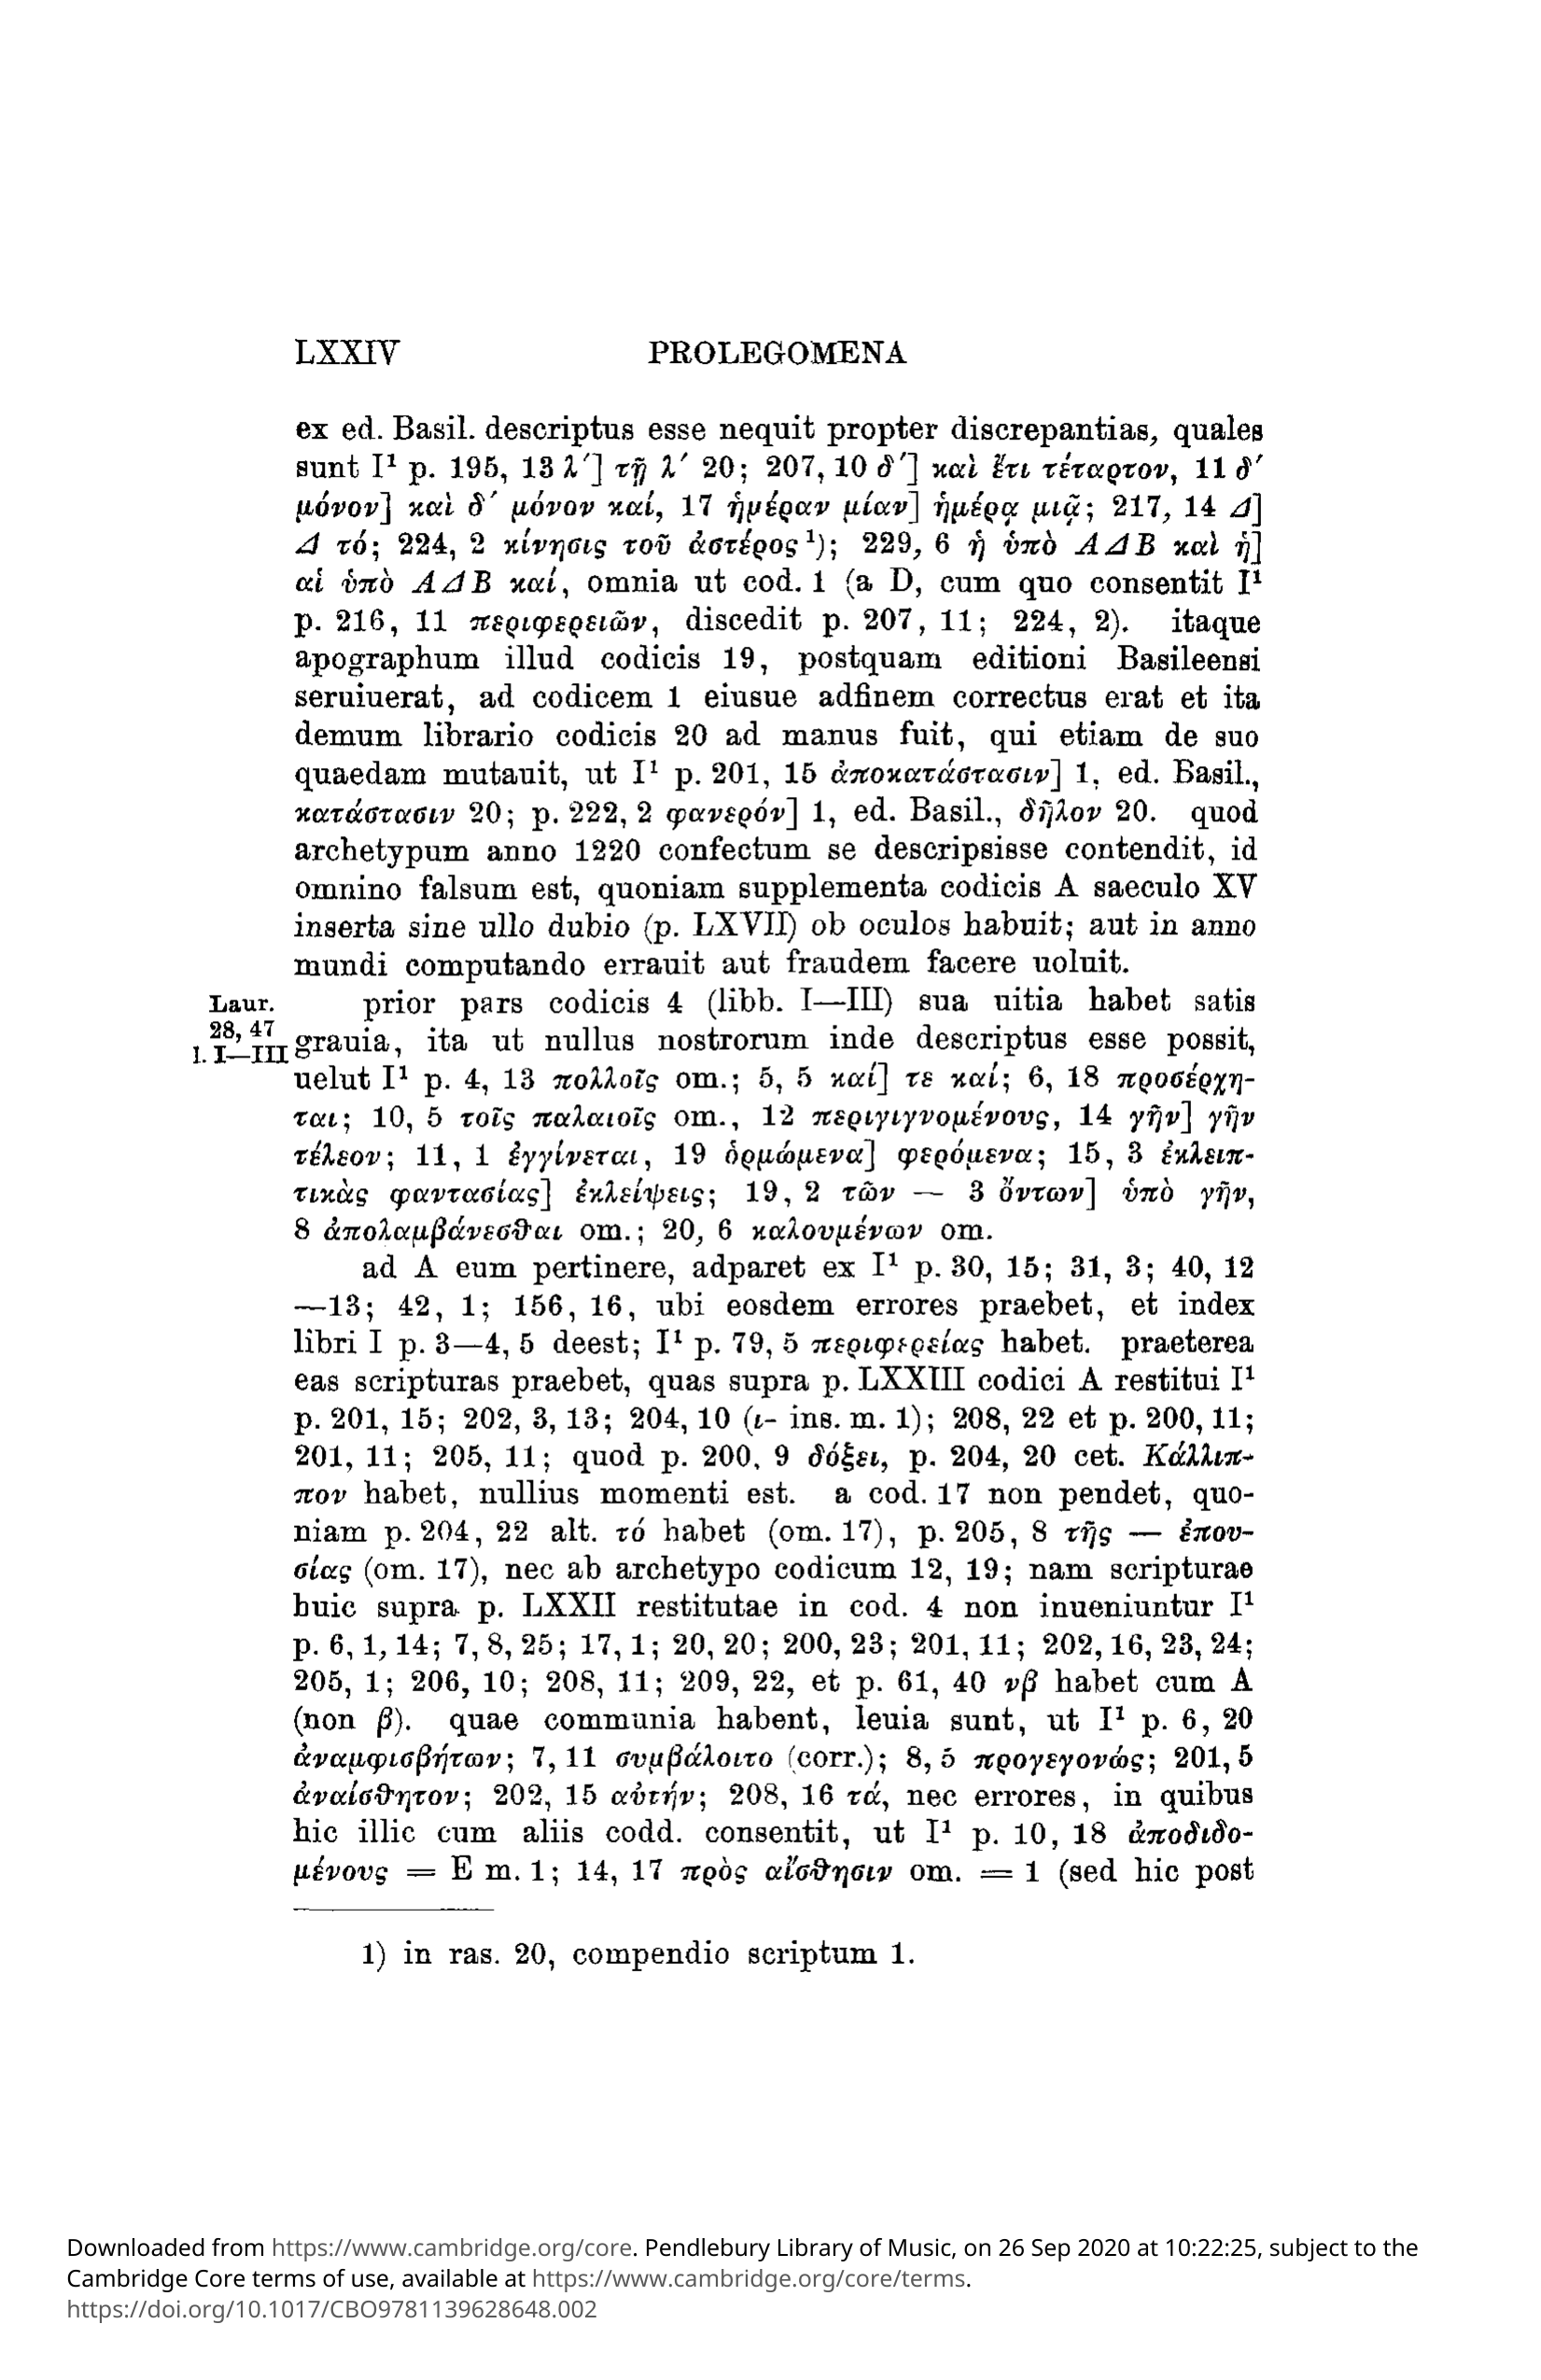 LXXIV PROLEGOMENA
ex ed. Basil. descriptus esse nequit propter discrepantias, quales
sunt I¹ p. 195, 13 λ′] τῇ λ′ 20; 207, 10 δ′] καὶ ἔτι τέταρτον, 11 δ′
μόνον] καὶ δ′ μόνον καί, 17 ἡμέραν μίαν] ἡμέρᾳ μιᾷ; 217, 14 Δ]
Δ τό; 224, 2 κίνησις τοῦ ἀστέρος ¹); 229, 6 ἡ ὑπὸ ΑΔΒ καὶ ἡ]
αἱ ὑπὸ ΑΔΒ καί, omnia ut cod. 1 (a D, cum quo consentit I¹
p. 216, 11 περιφερειῶν, discedit p. 207, 11; 224, 2). itaque
apographum illud codicis 19, postquam editioni Basileensi
seruiuerat, ad codicem 1 eiusue adfinem correctus erat et ita
demum librario codicis 20 ad manus fuit, qui etiam de suo
quaedam mutauit, ut I¹ p. 201, 15 ἀποκατάστασιν] 1, ed. Basil.,
κατάστασιν 20; p. 222, 2 φανερόν] 1, ed. Basil., δῆλον 20. quod
archetypum anno 1220 confectum se descripsisse contendit, id
omnino falsum est, quoniam supplementa codicis A saeculo XV
inserta sine ullo dubio (p. LXVII) ob oculos habuit; aut in anno
mundi computando errauit aut fraudem facere uoluit.
Laur.
28, 47
l. I—III
prior pars codicis 4 (libb. I—III) sua uitia habet satis
grauia, ita ut nullus nostrorum inde descriptus esse possit,
uelut I¹ p. 4, 13 πολλοῖς om.; 5, 5 καί] τε καί; 6, 18 προσέρχη-
ται; 10, 5 τοῖς παλαιοῖς om., 12 περιγιγνομένους, 14 γῆν] γῆν
τέλεον; 11, 1 ἐγγίνεται, 19 ὁρμώμενα] φερόμενα; 15, 3 ἐκλειπ-
τικὰς φαντασίας] ἐκλείψεις; 19, 2 τῶν — 3 ὄντων] ὑπὸ γῆν,
8 ἀπολαμβάνεσθαι om.; 20, 6 καλουμένων om.
ad A eum pertinere, adparet ex I¹ p. 30, 15; 31, 3; 40, 12
—13; 42, 1; 156, 16, ubi eosdem errores praebet, et index
libri I p. 3—4, 5 deest; I¹ p. 79, 5 περιφερείας habet. praeterea
eas scripturas praebet, quas supra p. LXXIII codici A restitui I¹
p. 201, 15; 202, 3, 13; 204, 10 (ι- ins. m. 1); 208, 22 et p. 200, 11;
201, 11; 205, 11; quod p. 200, 9 δόξει, p. 204, 20 cet. Κάλλιπ-
πον habet, nullius momenti est. a cod. 17 non pendet, quo-
niam p. 204, 22 alt. τό habet (om. 17), p. 205, 8 τῆς — ἐπου-
σίας (om. 17), nec ab archetypo codicum 12, 19; nam scripturae
huic supra p. LXXII restitutae in cod. 4 non inueniuntur I¹
p. 6, 1, 14; 7, 8, 25; 17, 1; 20, 20; 200, 23; 201, 11; 202, 16, 23, 24;
205, 1; 206, 10; 208, 11; 209, 22, et p. 61, 40 νβ habet cum A
(non β). quae communia habent, leuia sunt, ut I¹ p. 6, 20
ἀναμφισβήτων; 7, 11 συμβάλοιτο (corr.); 8, 5 προγεγονώς; 201, 5
ἀναίσθητον; 202, 15 αὐτήν; 208, 16 τά, nec errores, in quibus
hic illic cum aliis codd. consentit, ut I¹ p. 10, 18 ἀποδιδο-
μένους = E m. 1; 14, 17 πρὸς αἴσθησιν om. = 1 (sed hic post
1) in ras. 20, compendio scriptum 1.
Downloaded from https://www.cambridge.org/core. Pendlebury Library of Music, on 26 Sep 2020 at 10:22:25, subject to the
Cambridge Core terms of use, available at https://www.cambridge.org/core/terms.
https://doi.org/10.1017/CBO9781139628648.002